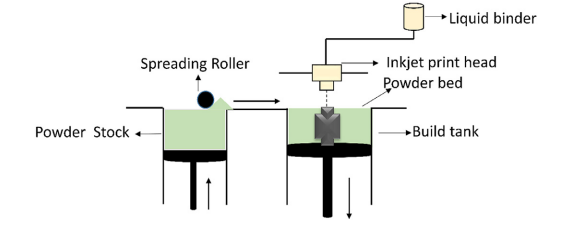 Liquid binder
Spreading Roller
Inkjet print head
Powder bed
Powder Stock
Build tank